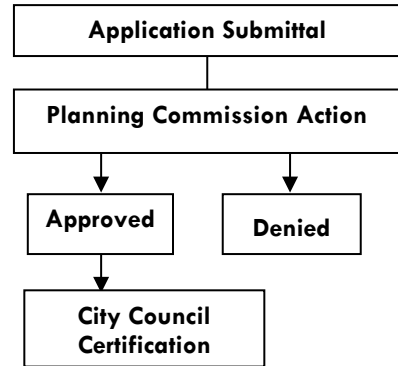 Application Submittal
Planning Commission Action
Approved
Denied
City Council
Certification